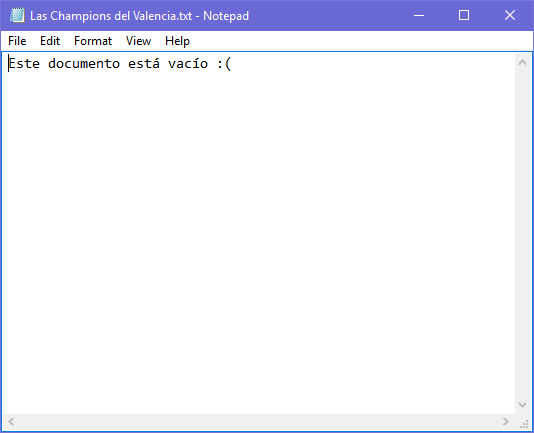 Las Champions del Valencia.txt - Notepad
File Edit Format View Help
Este documento está vacío :(